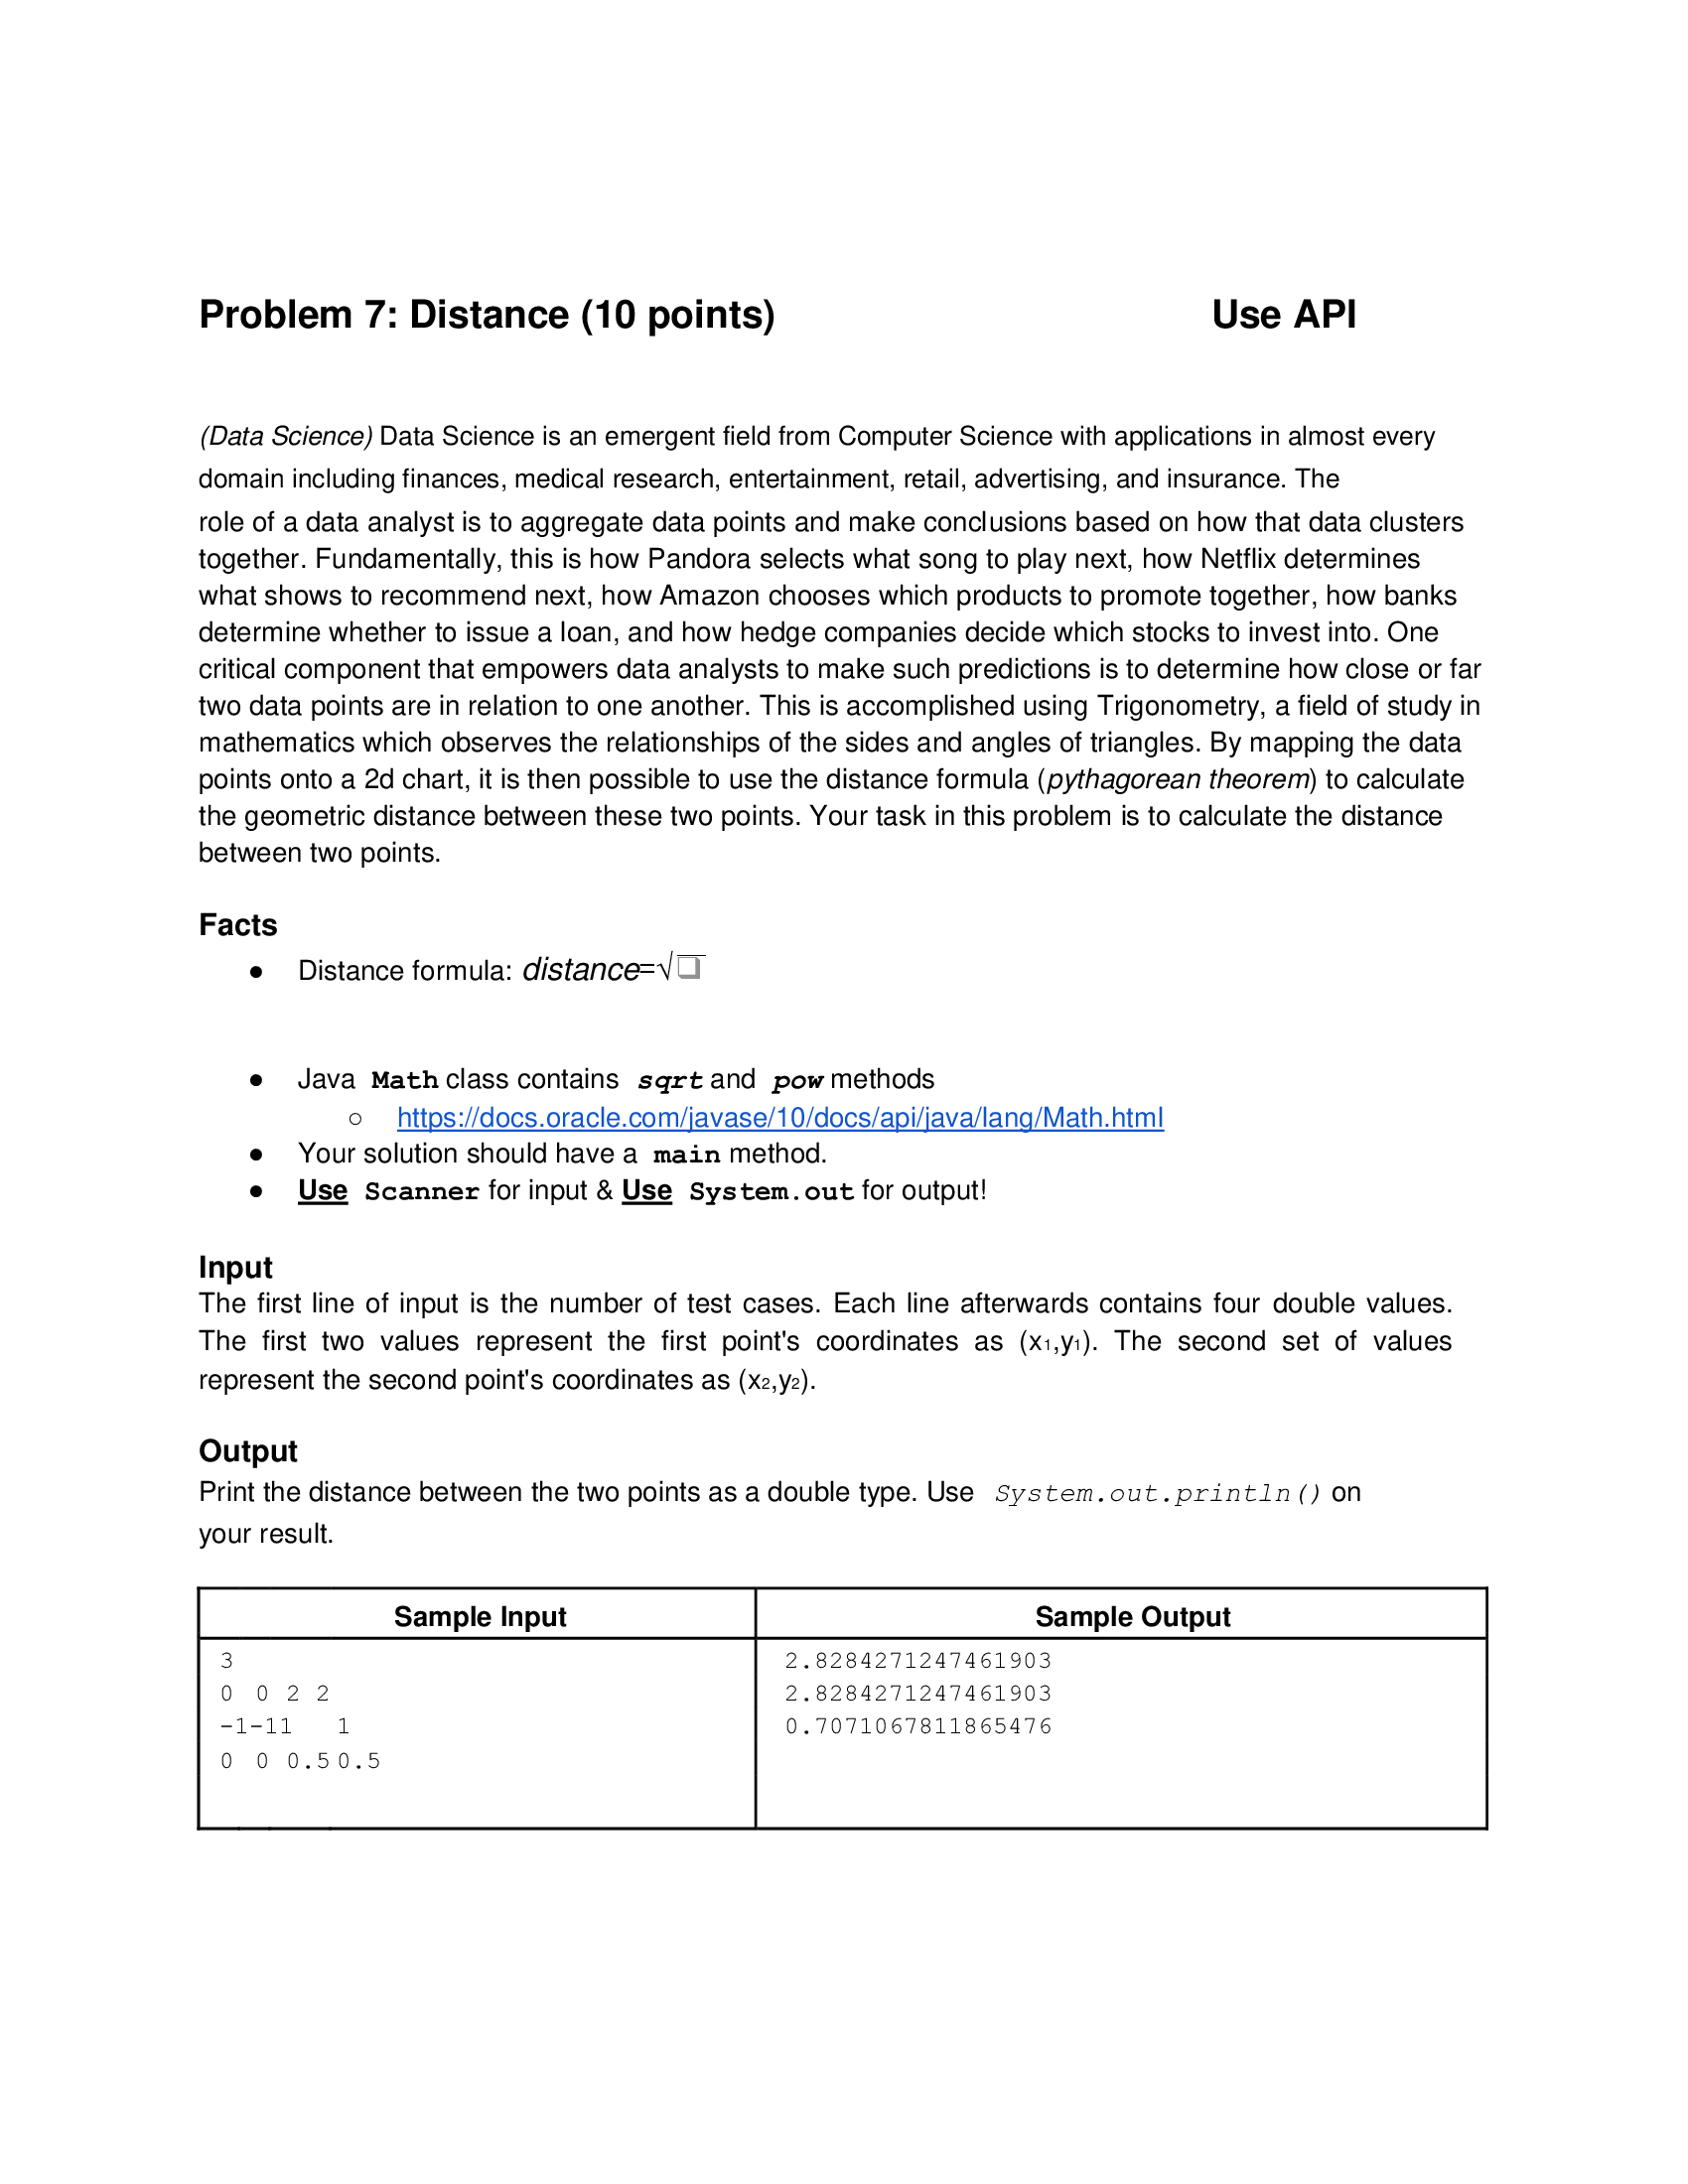 Problem 7: Distance (10 points) Use API
(Data Science) Data Science is an emergent field from Computer Science with applications in almost every
domain including finances, medical research, entertainment, retail, advertising, and insurance. The
role of a data analyst is to aggregate data points and make conclusions based on how that data clusters
together. Fundamentally, this is how Pandora selects what song to play next, how Netflix determines
what shows to recommend next, how Amazon chooses which products to promote together, how banks
determine whether to issue a loan, and how hedge companies decide which stocks to invest into. One
critical component that empowers data analysts to make such predictions is to determine how close or far
two data points are in relation to one another. This is accomplished using Trigonometry, a field of study in
mathematics which observes the relationships of the sides and angles of triangles. By mapping the data
points onto a 2d chart, it is then possible to use the distance formula (pythagorean theorem) to calculate
the geometric distance between these two points. Your task in this problem is to calculate the distance
between two points.
Facts
● Distance formula: distance=√❑
● Java Math class contains sqrt and pow methods
○ https://docs.oracle.com/javase/10/docs/api/java/lang/Math.html
● Your solution should have a main method.
● Use Scanner for input & Use System.out for output!
Input
The first line of input is the number of test cases. Each line afterwards contains four double values.
The first two values represent the first point's coordinates as (x₁,y₁). The second set of values
represent the second point's coordinates as (x₂,y₂).
Output
Print the distance between the two points as a double type. Use System.out.println() on
your result.
Sample Input Sample Output
3 2.8284271247461903
0 0 2 2 2.8284271247461903
-1-11 1 0.7071067811865476
0 0 0.5 0.5